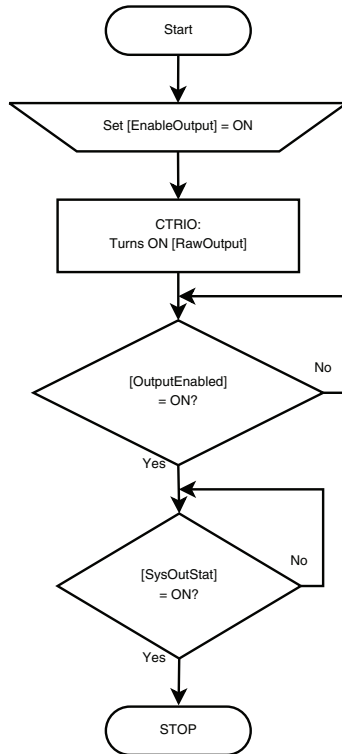 Start
Set [EnableOutput] = ON
CTRIO:
Turns ON [RawOutput]
[OutputEnabled]
= ON?
No
Yes
[SysOutStat]
= ON?
No
Yes
STOP